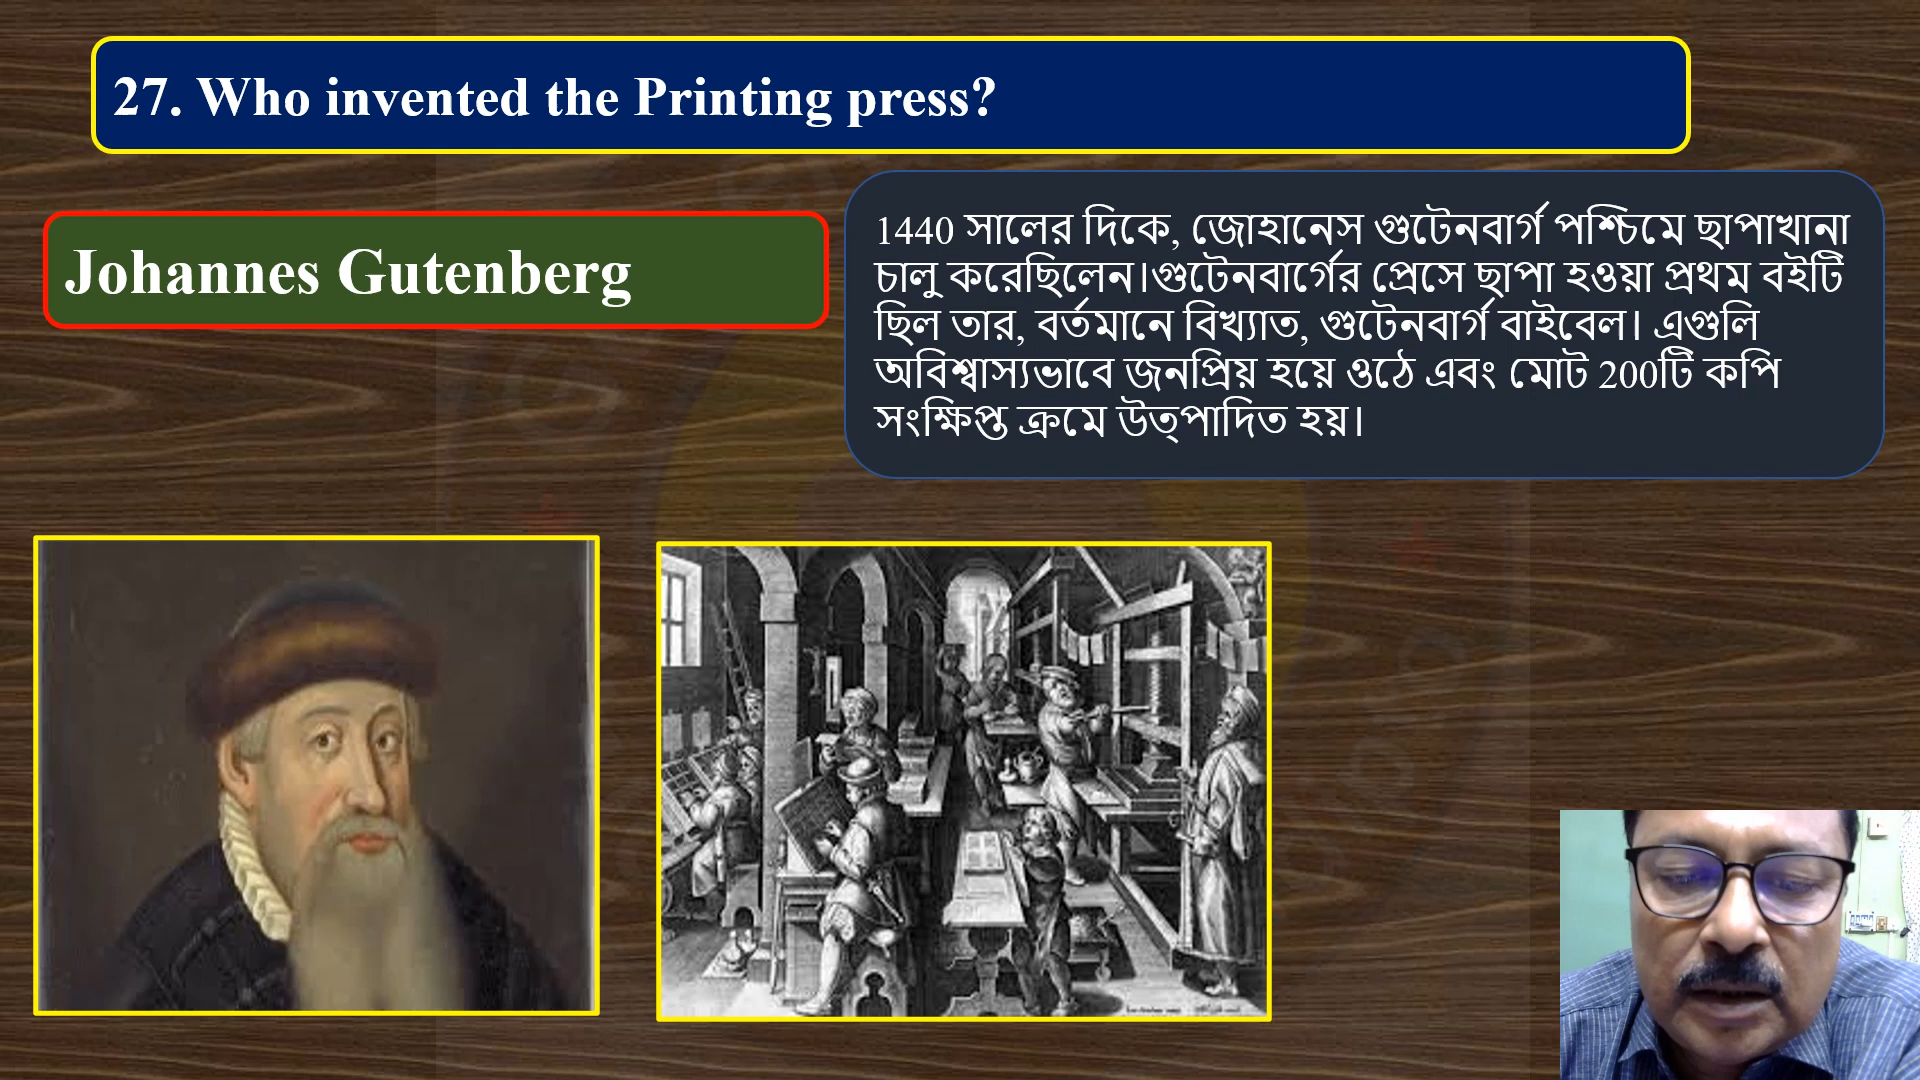 27. Who invented the Printing press?
Johannes Gutenberg
1440 সালের দিকে, জোহানেস গুটেনবার্গ পশ্চিমে ছাপাখানা
চালু করেছিলেন।গুটেনবার্গের প্রেসে ছাপা হওয়া প্রথম বইটি
ছিল তার, বর্তমানে বিখ্যাত, গুটেনবার্গ বাইবেল। এগুলি
অবিশ্বাস্যভাবে জনপ্রিয় হয়ে ওঠে এবং মোট 200টি কপি
সংক্ষিপ্ত ক্রমে উত্পাদিত হয়।